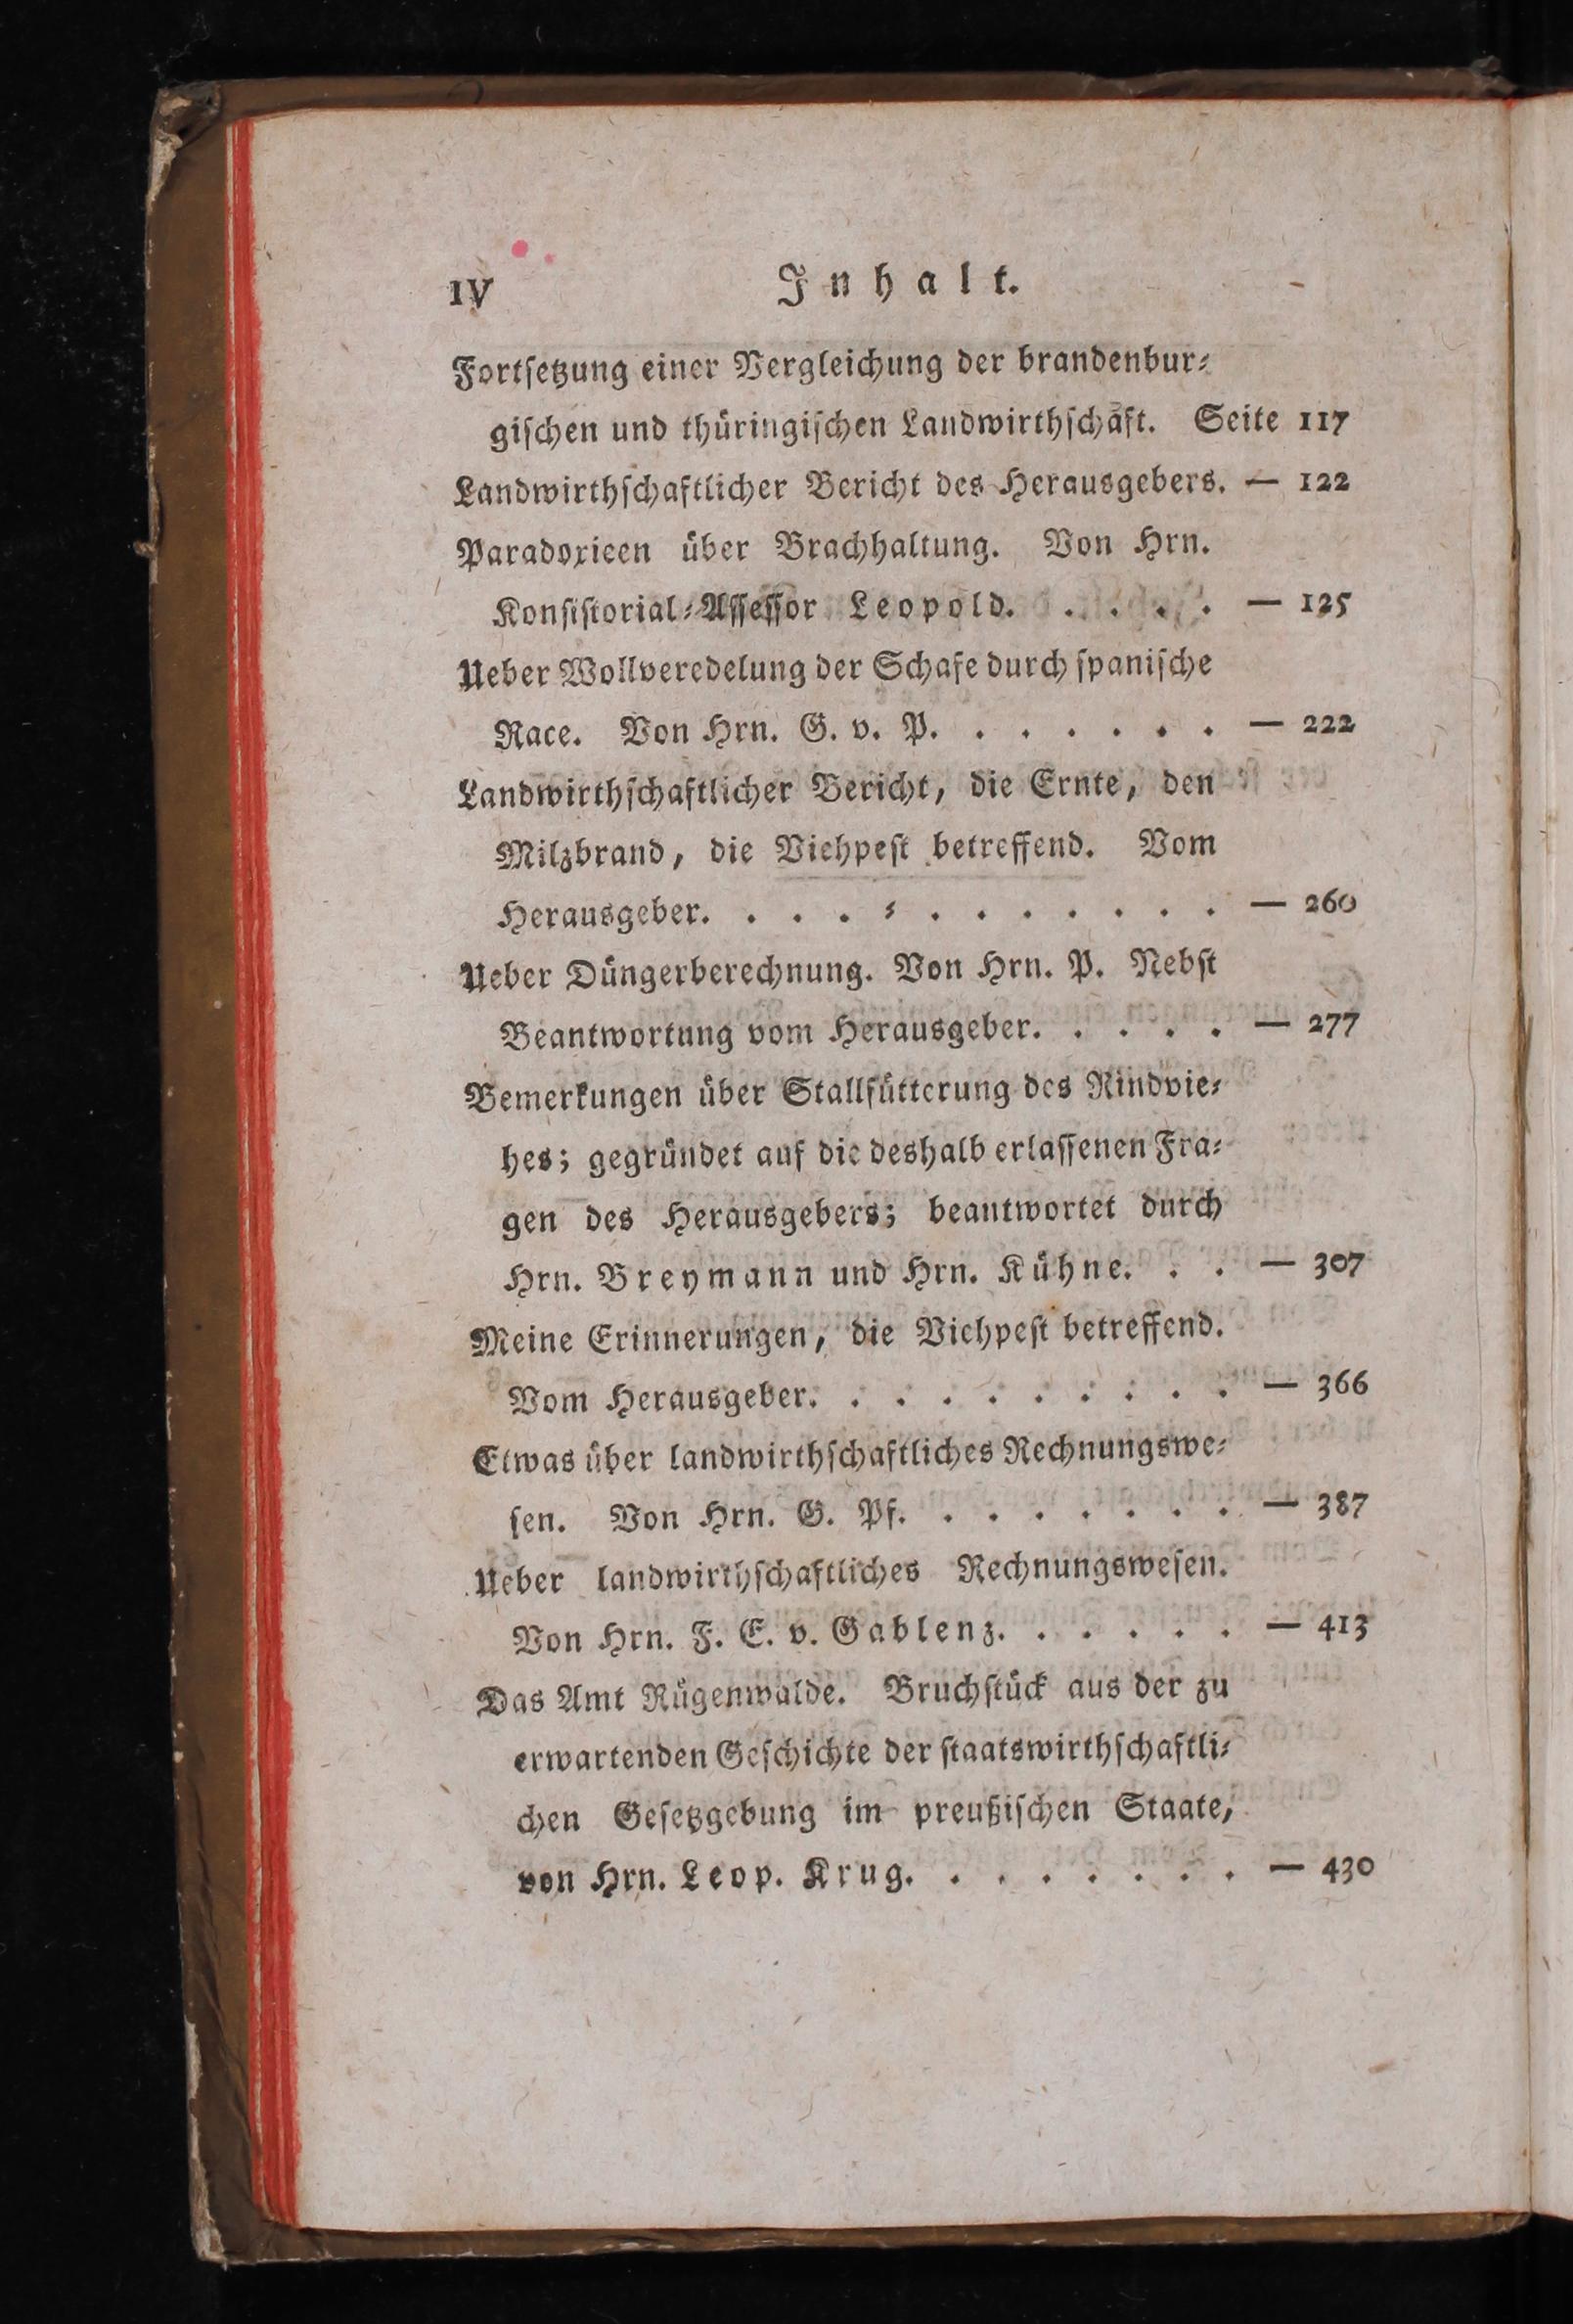 IV Inhalt.
Fortſetzung einer Vergleichung der brandenbur⸗
giſchen und thüringiſchen Landwirthſchaft. Seite 117
Landwirthſchaftlicher Bericht des Herausgebers. — 122
Paradoxieen über Brachhaltung. Von Hrn.
Konſiſtorial⸗Aſſeſſor Leopold. . . . . — 125
Ueber Wollveredelung der Schafe durch ſpaniſche
Race. Von Hrn. G. v. P. . . . . . . — 222
Landwirthſchaftlicher Bericht, die Ernte, den
Milzbrand, die Viehpeſt betreffend. Vom
Herausgeber. . . . ⸗ . . . . . . . — 260
Ueber Düngerberechnung. Von Hrn. P. Nebſt
Beantwortung vom Herausgeber. . . . . — 277
Bemerkungen über Stallfütterung des Rindvie⸗
hes; gegründet auf die deshalb erlaſſenen Fra⸗
gen des Herausgebers; beantwortet durch
Hrn. Breymann und Hrn. Kühne. . . — 307
Meine Erinnerungen, die Viehpeſt betreffend.
Vom Herausgeber. . . . . . . . . . — 366
Etwas über landwirthſchaftliches Rechnungswe⸗
ſen. Von Hrn. G. Pf. . . . . . . . — 387
Ueber landwirthſchaftliches Rechnungsweſen.
Von Hrn. F. E. v. Gablenz. . . . . . — 413
Das Amt Rügenwalde. Bruchſtück aus der zu
erwartenden Geſchichte der ſtaatswirthſchaftli⸗
chen Geſetzgebung im preußiſchen Staate,
von Hrn. Leop. Krug. . . . . . . . — 430